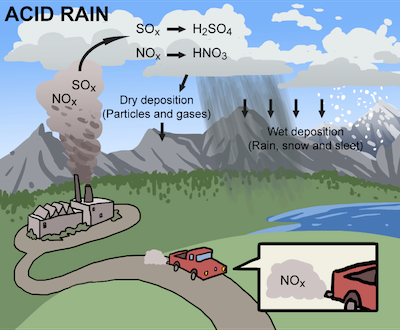 ACID RAIN
SOₓ → H₂SO₄
NOₓ → HNO₃
SOₓ
NOₓ
Dry deposition
(Particles and gases)
Wet deposition
(Rain, snow and sleet)
NOₓ